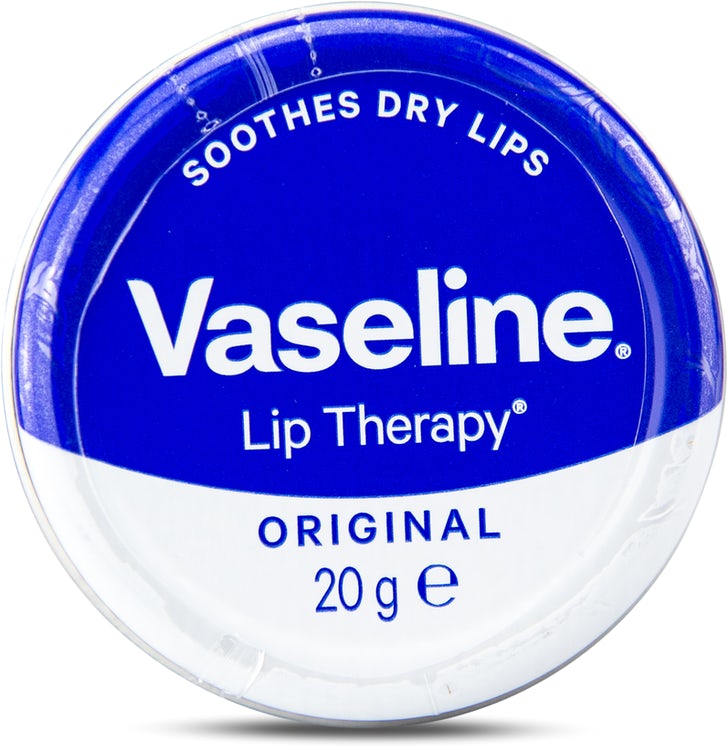 SOOTHES DRY LIPS
Vaseline.®
Lip Therapy®
ORIGINAL
20 g ℮